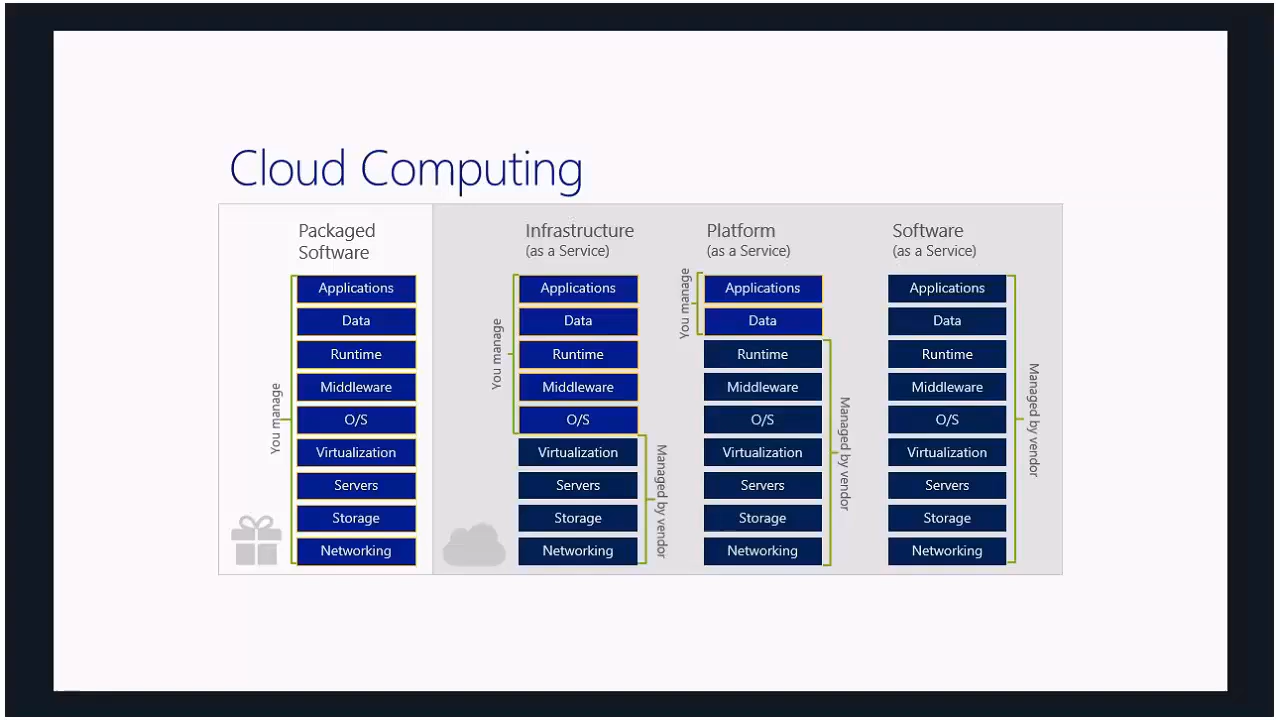 Cloud Computing
Packaged
Software
You manage
Applications
Data
Runtime
Middleware
O/S
Virtualization
Servers
Storage
Networking
Infrastructure
(as a Service)
You manage
Applications
Data
Runtime
Middleware
O/S
Virtualization
Servers
Storage
Networking
Managed by vendor
Platform
(as a Service)
You manage
Applications
Data
Runtime
Middleware
O/S
Virtualization
Servers
Storage
Networking
Managed by vendor
Software
(as a Service)
Applications
Data
Runtime
Middleware
O/S
Virtualization
Servers
Storage
Networking
Managed by vendor